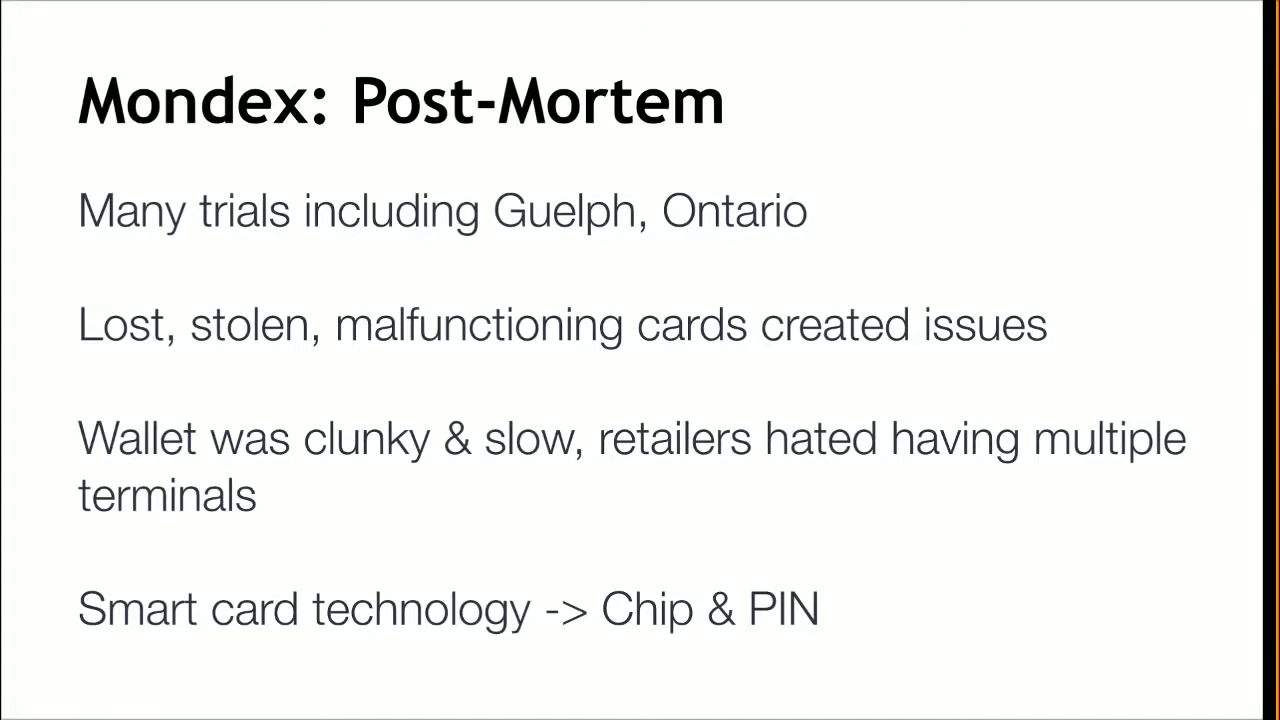 Mondex: Post-Mortem
Many trials including Guelph, Ontario
Lost, stolen, malfunctioning cards created issues
Wallet was clunky & slow, retailers hated having multiple
terminals
Smart card technology -> Chip & PIN